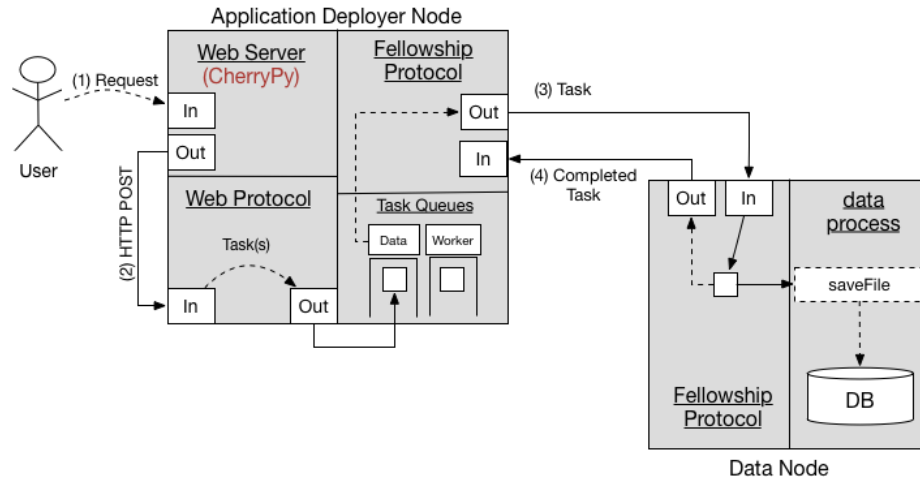 Application Deployer Node
Web Server
(CherryPy)
Fellowship
Protocol
(1) Request
In
Out
User
(2) HTTP POST
Out
In
(3) Task
(4) Completed
Task
Web Protocol
Task(s)
In
Out
Task Queues
Data
Worker
Out
In
data
process
saveFile
DB
Fellowship
Protocol
Data Node